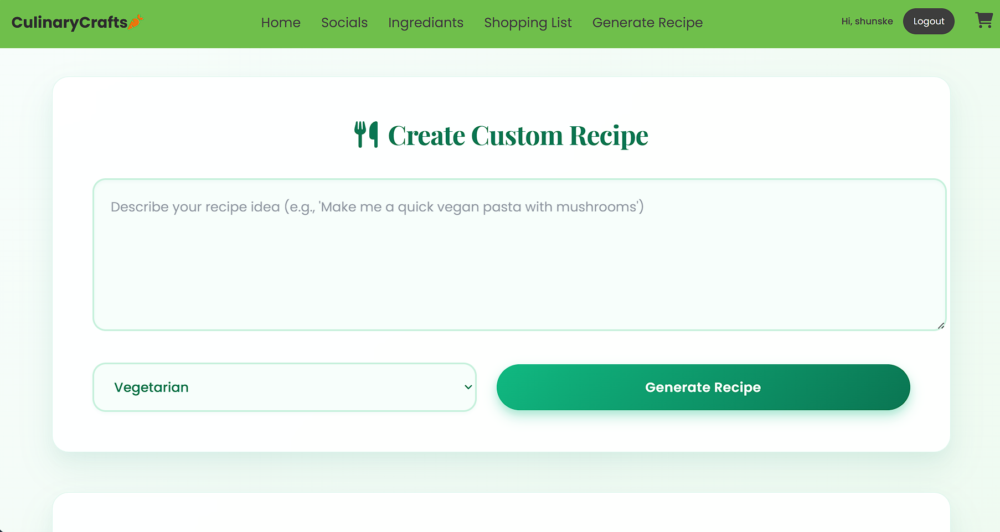 CulinaryCrafts
Home Socials Ingrediants Shopping List Generate Recipe
Hi, shunske
Logout
Create Custom Recipe
Describe your recipe idea (e.g., 'Make me a quick vegan pasta with mushrooms')
Vegetarian
Generate Recipe